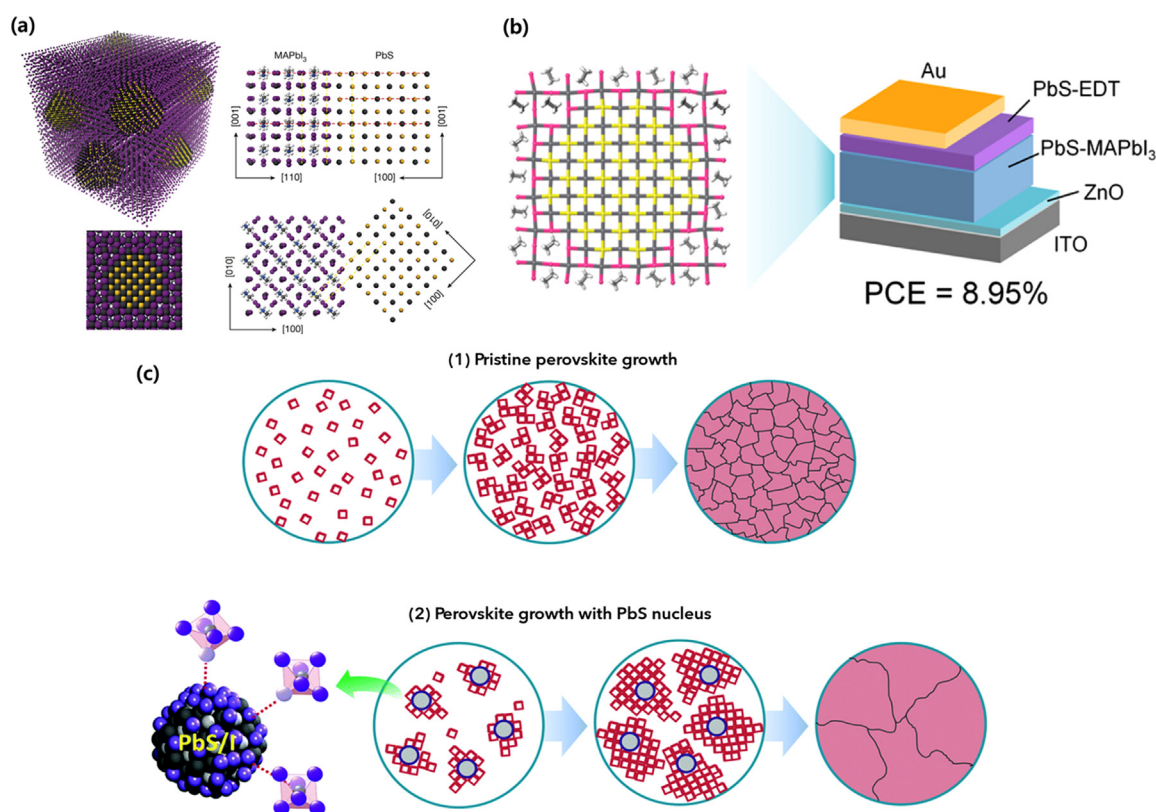 (a)
MAPbI₃
PbS
[001]
[001]
[110]
[100]
[010]
[100]
[010]
[100]
(b)
Au
PbS-EDT
PbS-MAPbI₃
ZnO
ITO
PCE = 8.95%
(c)
(1) Pristine perovskite growth
(2) Perovskite growth with PbS nucleus
PbS/I